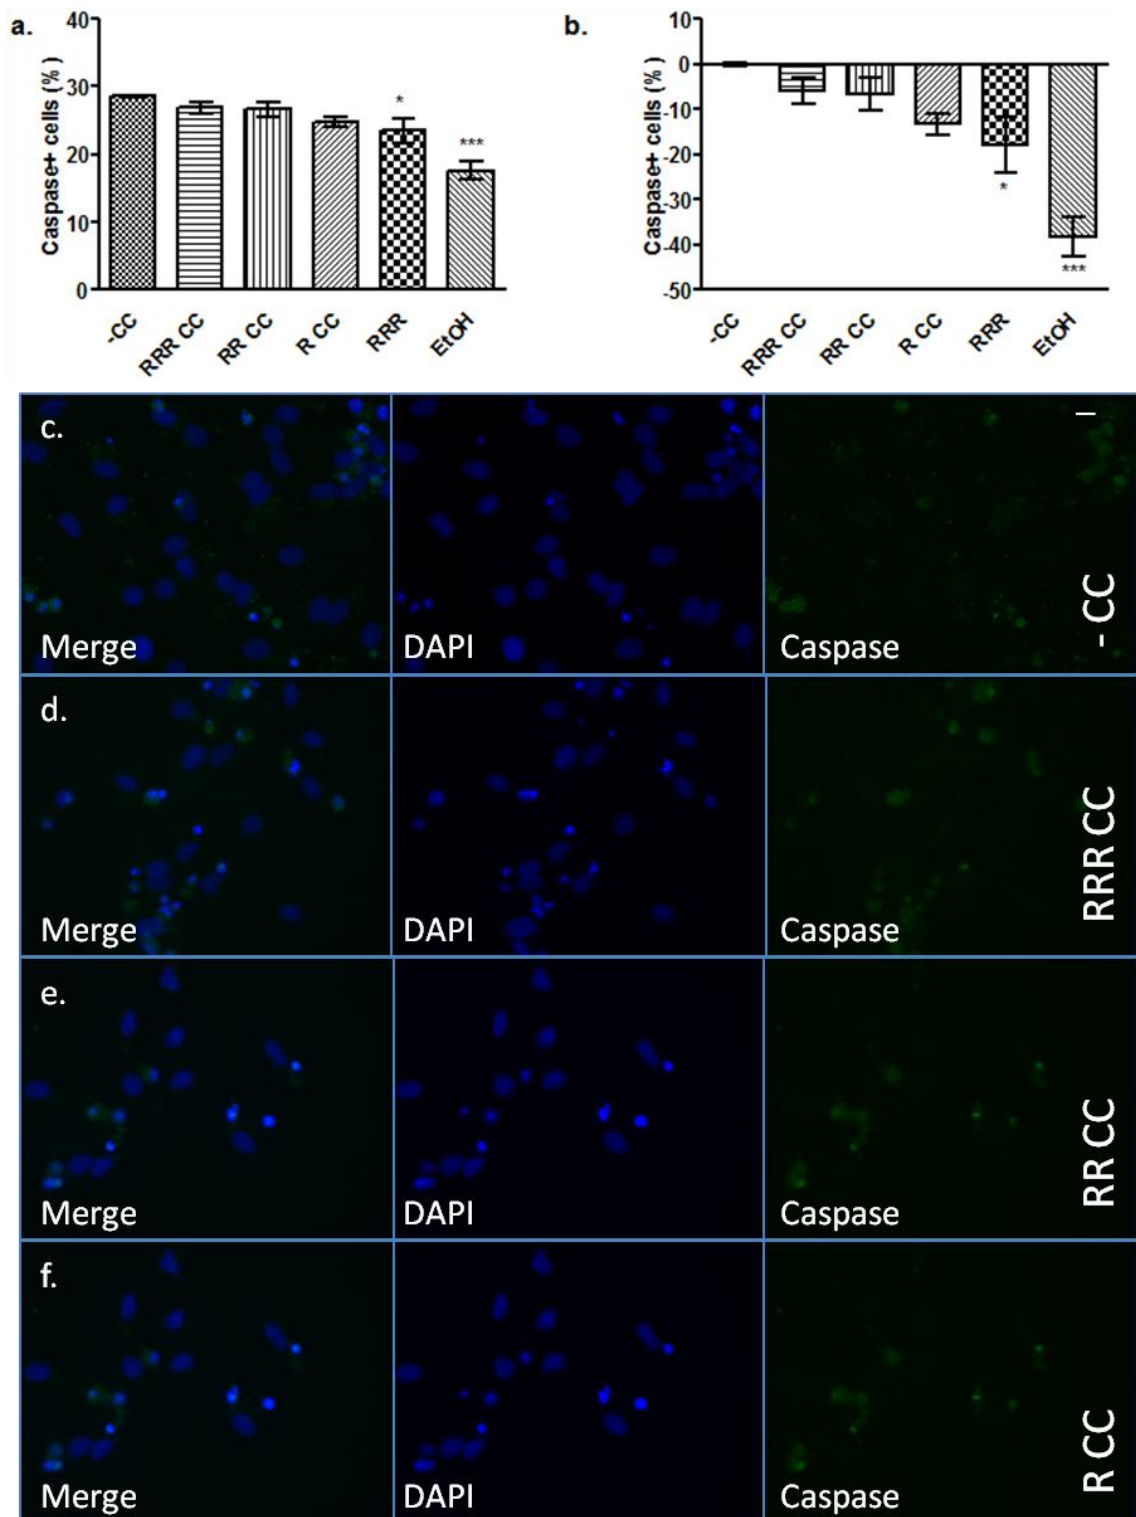 a.
Caspase+ cells (% )
40
30
20
10
0
*
***
-CC
RRR CC
RR CC
R CC
RRR
EtOH
b.
Caspase+ cells (% )
10
0
-10
-20
-30
-40
-50
*
***
-CC
RRR CC
RR CC
R CC
RRR
EtOH
c.
Merge
DAPI
Caspase
- CC
d.
Merge
DAPI
Caspase
RRR CC
e.
Merge
DAPI
Caspase
RR CC
f.
Merge
DAPI
Caspase
R CC